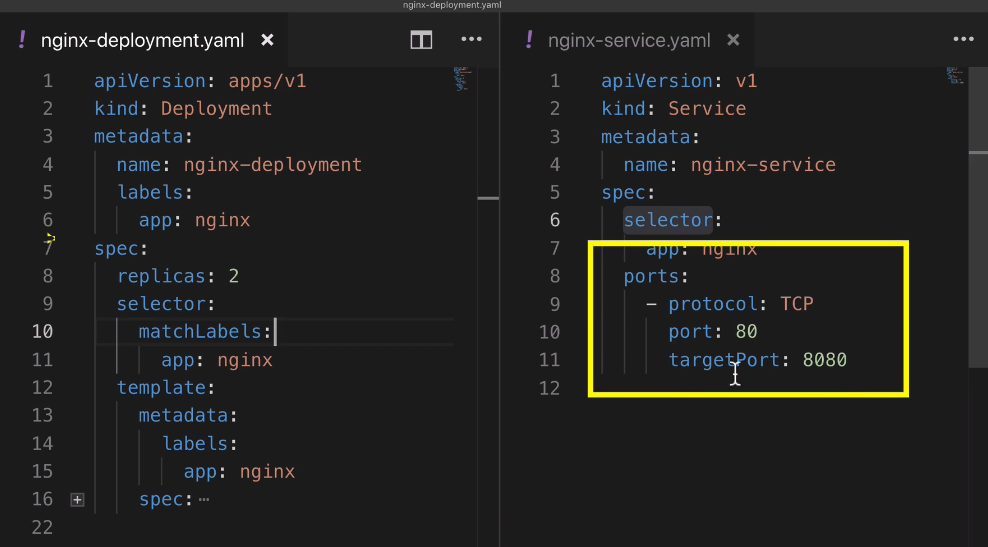 nginx-deployment.yaml
! nginx-deployment.yaml ×
1 apiVersion: apps/v1
2 kind: Deployment
3 metadata:
4 name: nginx-deployment
5 labels:
6 app: nginx
7 spec:
8 replicas: 2
9 selector:
10 matchLabels:
11 app: nginx
12 template:
13 metadata:
14 labels:
15 app: nginx
16 spec: ⋯
22
! nginx-service.yaml ×
1 apiVersion: v1
2 kind: Service
3 metadata:
4 name: nginx-service
5 spec:
6 selector:
7 app: nginx
8 ports:
9 - protocol: TCP
10 port: 80
11 targetPort: 8080
12